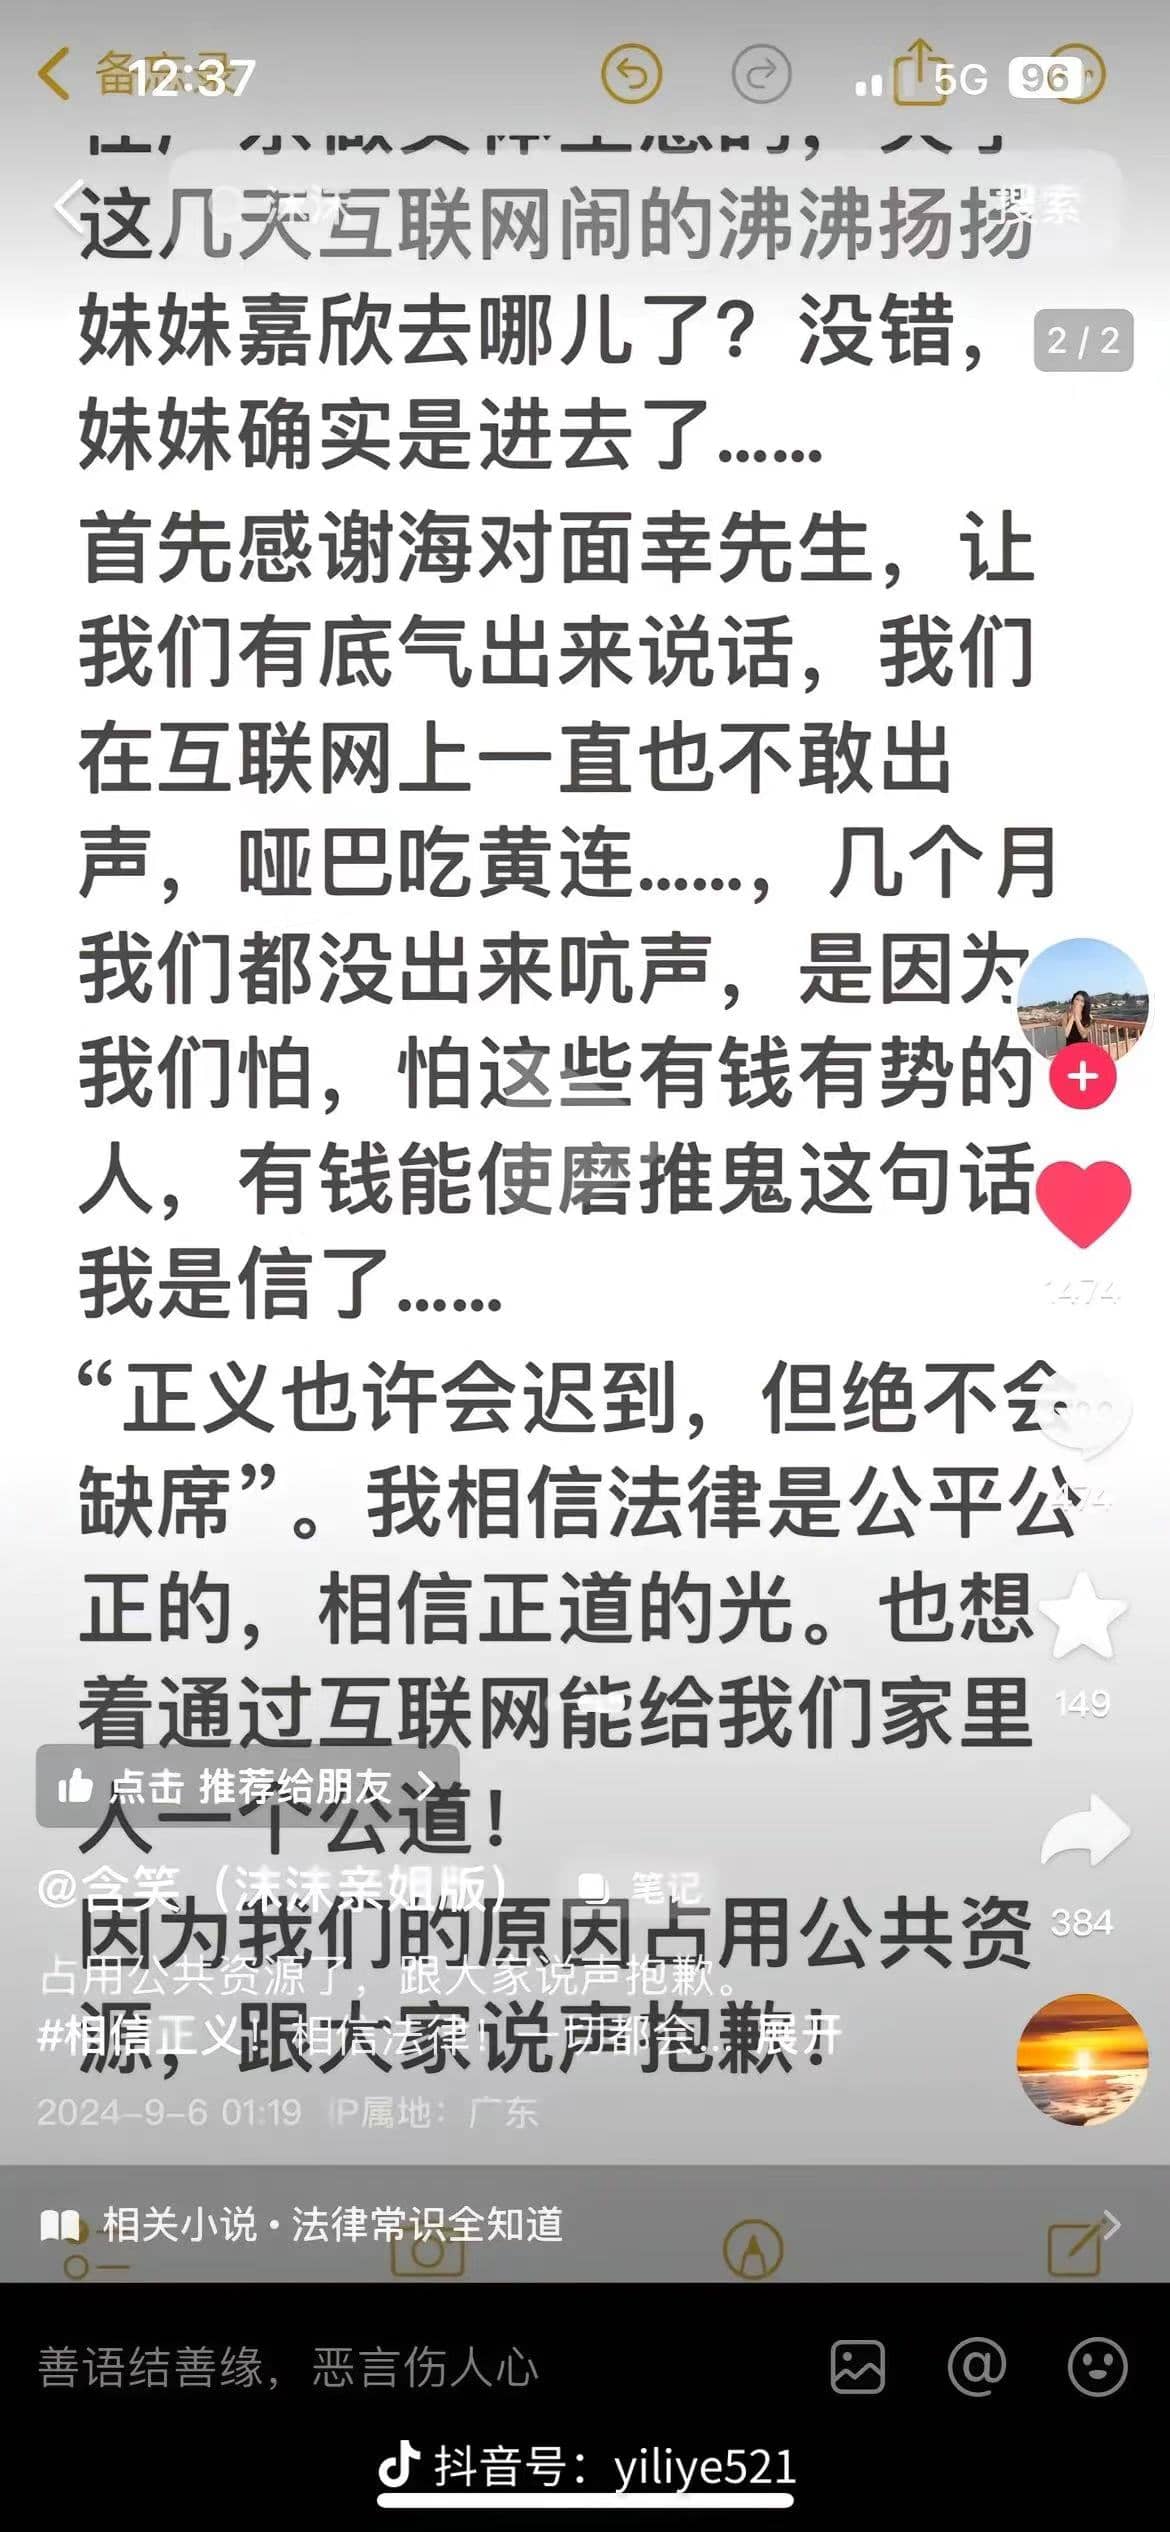 备忘录
12:37
5G 96
沫沫
搜索
这几天互联网闹的沸沸扬扬
妹妹嘉欣去哪儿了？没错，
2 / 2
妹妹确实是进去了……
首先感谢海对面幸先生，让
我们有底气出来说话，我们
在互联网上一直也不敢出
声，哑巴吃黄连……，几个月
我们都没出来吭声，是因为
我们怕，怕这些有钱有势的
人，有钱能使磨推鬼这句话
我是信了……
1474
“正义也许会迟到，但绝不会
缺席”。我相信法律是公平公
474
正的，相信正道的光。也想
着通过互联网能给我们家里
149
点击 推荐给朋友
人一个公道！
@含笑（沫沫亲姐版）
笔记
因为我们的原因占用公共资
384
占用公共资源了，跟大家说声抱歉。
源，跟大家说声抱歉！
#相信正义！相信法律！一切都会... 展开
2024-9-6 01:19 IP属地：广东
相关小说·法律常识全知道
善语结善缘，恶言伤人心
抖音号：yiliye521